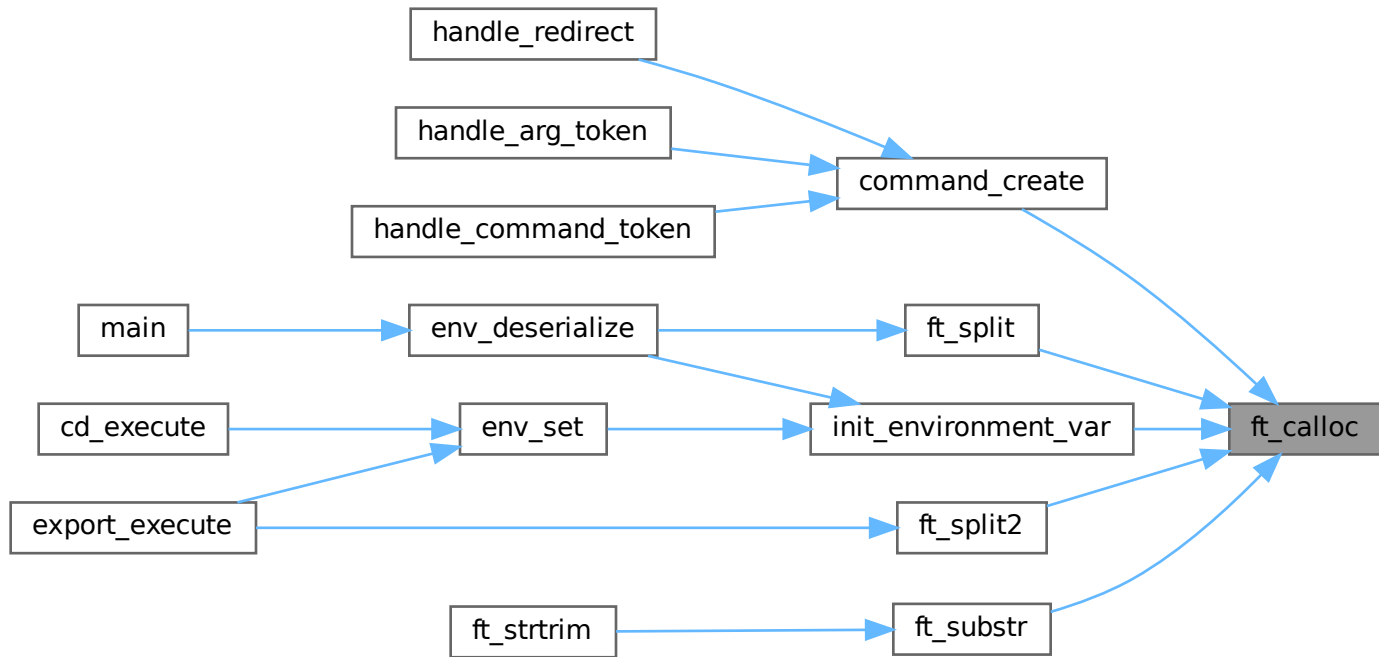 handle_redirect
handle_arg_token
command_create
handle_command_token
main
env_deserialize
ft_split
cd_execute
env_set
init_environment_var
ft_calloc
export_execute
ft_split2
ft_strtrim
ft_substr